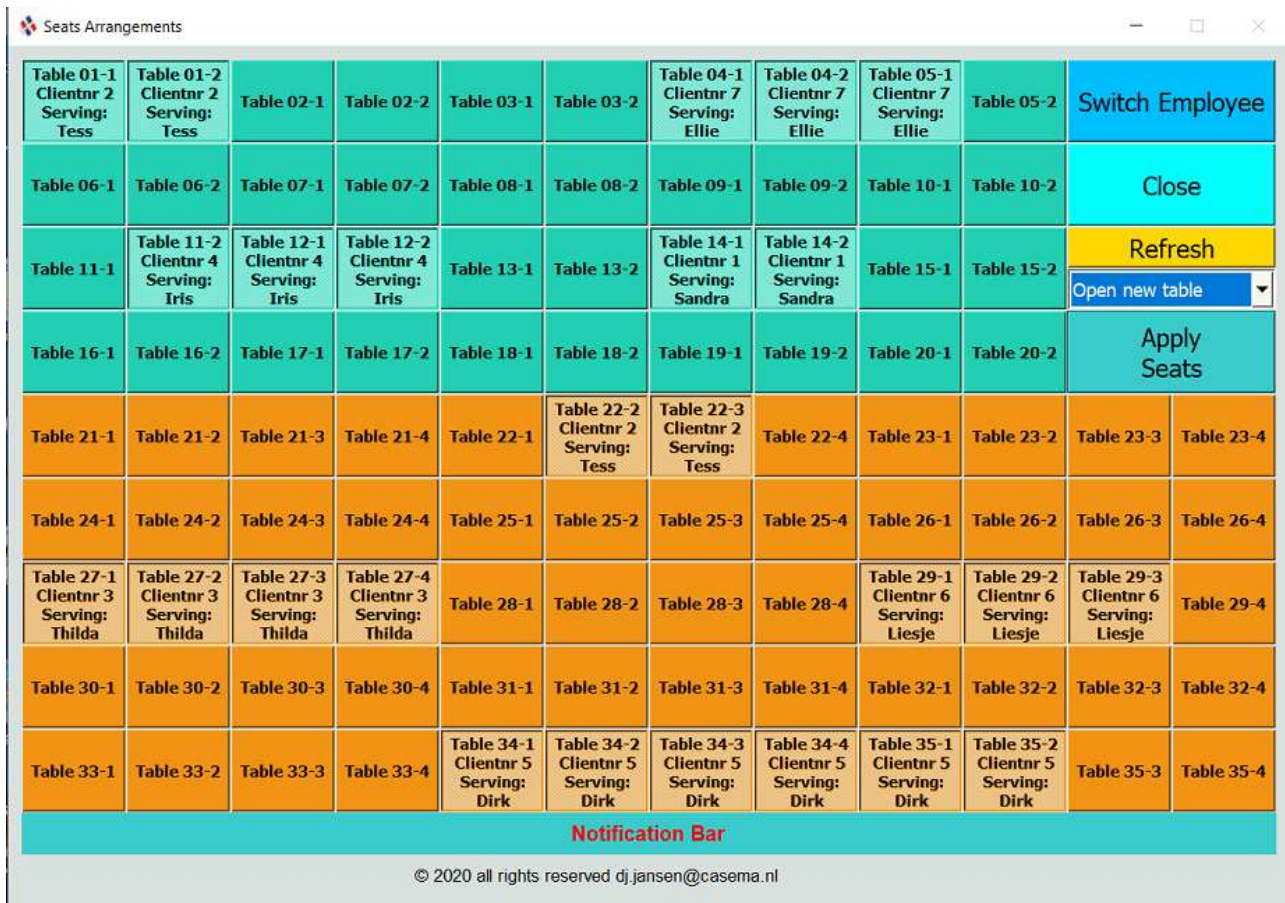 Seats Arrangements
Table 01-1
Clientnr 2
Serving:
Tess
Table 01-2
Clientnr 2
Serving:
Tess
Table 02-1
Table 02-2
Table 03-1
Table 03-2
Table 04-1
Clientnr 7
Serving:
Ellie
Table 04-2
Clientnr 7
Serving:
Ellie
Table 05-1
Clientnr 7
Serving:
Ellie
Table 05-2
Switch Employee
Table 06-1
Table 06-2
Table 07-1
Table 07-2
Table 08-1
Table 08-2
Table 09-1
Table 09-2
Table 10-1
Table 10-2
Close
Table 11-1
Table 11-2
Clientnr 4
Serving:
Iris
Table 12-1
Clientnr 4
Serving:
Iris
Table 12-2
Clientnr 4
Serving:
Iris
Table 13-1
Table 13-2
Table 14-1
Clientnr 1
Serving:
Sandra
Table 14-2
Clientnr 1
Serving:
Sandra
Table 15-1
Table 15-2
Refresh
Open new table
Table 16-1
Table 16-2
Table 17-1
Table 17-2
Table 18-1
Table 18-2
Table 19-1
Table 19-2
Table 20-1
Table 20-2
Apply
Seats
Table 21-1
Table 21-2
Table 21-3
Table 21-4
Table 22-1
Table 22-2
Clientnr 2
Serving:
Tess
Table 22-3
Clientnr 2
Serving:
Tess
Table 22-4
Table 23-1
Table 23-2
Table 23-3
Table 23-4
Table 24-1
Table 24-2
Table 24-3
Table 24-4
Table 25-1
Table 25-2
Table 25-3
Table 25-4
Table 26-1
Table 26-2
Table 26-3
Table 26-4
Table 27-1
Clientnr 3
Serving:
Thilda
Table 27-2
Clientnr 3
Serving:
Thilda
Table 27-3
Clientnr 3
Serving:
Thilda
Table 27-4
Clientnr 3
Serving:
Thilda
Table 28-1
Table 28-2
Table 28-3
Table 28-4
Table 29-1
Clientnr 6
Serving:
Liesje
Table 29-2
Clientnr 6
Serving:
Liesje
Table 29-3
Clientnr 6
Serving:
Liesje
Table 29-4
Table 30-1
Table 30-2
Table 30-3
Table 30-4
Table 31-1
Table 31-2
Table 31-3
Table 31-4
Table 32-1
Table 32-2
Table 32-3
Table 32-4
Table 33-1
Table 33-2
Table 33-3
Table 33-4
Table 34-1
Clientnr 5
Serving:
Dirk
Table 34-2
Clientnr 5
Serving:
Dirk
Table 34-3
Clientnr 5
Serving:
Dirk
Table 34-4
Clientnr 5
Serving:
Dirk
Table 35-1
Clientnr 5
Serving:
Dirk
Table 35-2
Clientnr 5
Serving:
Dirk
Table 35-3
Table 35-4
Notification Bar
© 2020 all rights reserved dj.jansen@casema.nl